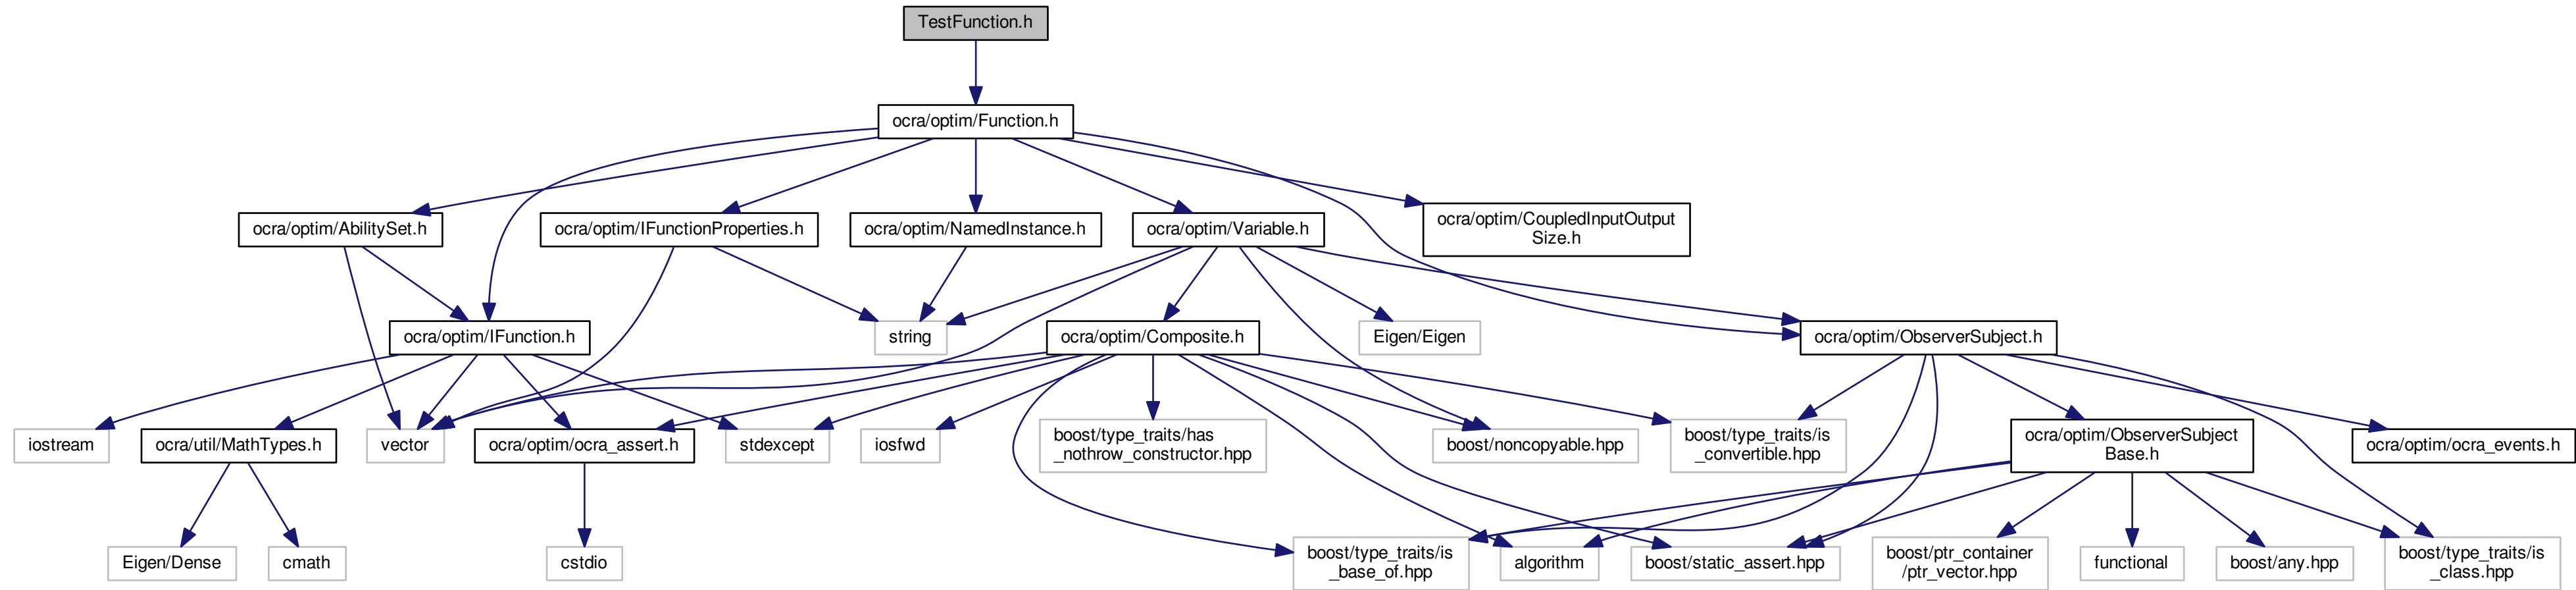 TestFunction.h
ocra/optim/Function.h
ocra/optim/AbilitySet.h
ocra/optim/IFunctionProperties.h
ocra/optim/NamedInstance.h
ocra/optim/Variable.h
ocra/optim/CoupledInputOutput
Size.h
ocra/optim/IFunction.h
string
ocra/optim/Composite.h
Eigen/Eigen
ocra/optim/ObserverSubject.h
iostream
ocra/util/MathTypes.h
vector
ocra/optim/ocra_assert.h
stdexcept
iosfwd
boost/type_traits/has
_nothrow_constructor.hpp
boost/noncopyable.hpp
boost/type_traits/is
_convertible.hpp
ocra/optim/ObserverSubject
Base.h
ocra/optim/ocra_events.h
Eigen/Dense
cmath
cstdio
boost/type_traits/is
_base_of.hpp
algorithm
boost/static_assert.hpp
boost/ptr_container
/ptr_vector.hpp
functional
boost/any.hpp
boost/type_traits/is
_class.hpp